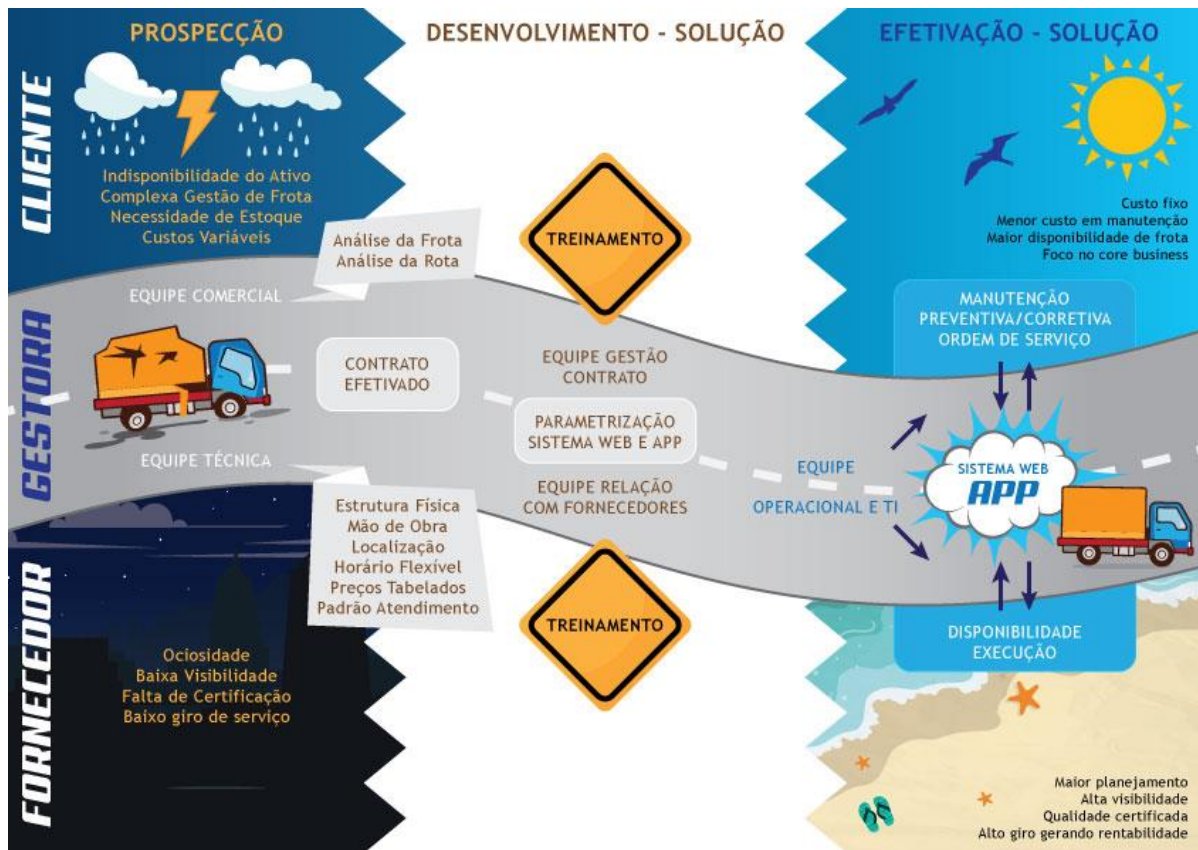 PROSPECÇÃO
DESENVOLVIMENTO - SOLUÇÃO
EFETIVAÇÃO - SOLUÇÃO
CLIENTE
Indisponibilidade do Ativo
Complexa Gestão de Frota
Necessidade de Estoque
Custos Variáveis
TREINAMENTO
Custo fixo
Menor custo em manutenção
Maior disponibilidade de frota
Foco no core business
Análise da Frota
Análise da Rota
GESTORA
EQUIPE COMERCIAL
CONTRATO
EFETIVADO
EQUIPE TÉCNICA
EQUIPE GESTÃO
CONTRATO
PARAMETRIZAÇÃO
SISTEMA WEB E APP
EQUIPE RELAÇÃO
COM FORNECEDORES
EQUIPE
OPERACIONAL E TI
MANUTENÇÃO
PREVENTIVA/CORRETIVA
ORDEM DE SERVIÇO
SISTEMA WEB
APP
DISPONIBILIDADE
EXECUÇÃO
FORNECEDOR
Estrutura Física
Mão de Obra
Localização
Horário Flexível
Preços Tabelados
Padrão Atendimento
Ociosidade
Baixa Visibilidade
Falta de Certificação
Baixo giro de serviço
TREINAMENTO
Maior planejamento
Alta visibilidade
Qualidade certificada
Alto giro gerando rentabilidade